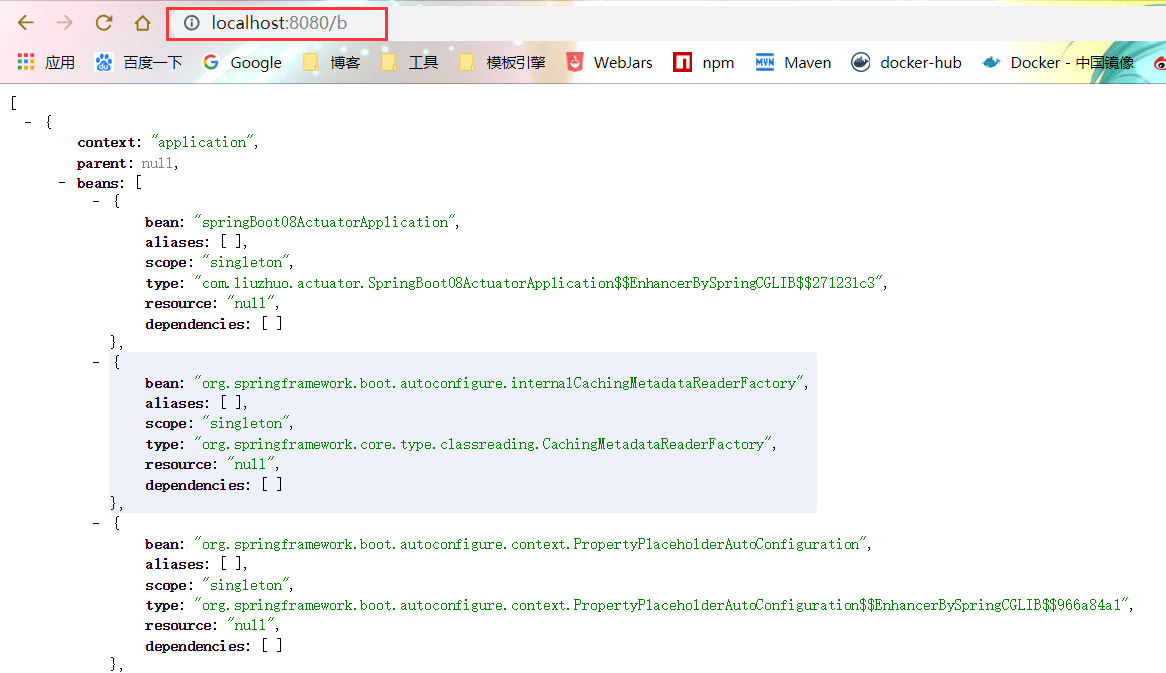 localhost:8080/b
应用 百度一下 Google 博客 工具 模板引擎 WebJars npm Maven docker-hub Docker - 中国镜像
[
- {
context: "application",
parent: null,
- beans: [
- {
bean: "springBoot08ActuatorApplication",
aliases: [ ],
scope: "singleton",
type: "com.liuzhuo.actuator.SpringBoot08ActuatorApplication$$EnhancerBySpringCGLIB$$271231c3",
resource: "null",
dependencies: [ ]
},
- {
bean: "org.springframework.boot.autoconfigure.internalCachingMetadataReaderFactory",
aliases: [ ],
scope: "singleton",
type: "org.springframework.core.type.classreading.CachingMetadataReaderFactory",
resource: "null",
dependencies: [ ]
},
- {
bean: "org.springframework.boot.autoconfigure.context.PropertyPlaceholderAutoConfiguration",
aliases: [ ],
scope: "singleton",
type: "org.springframework.boot.autoconfigure.context.PropertyPlaceholderAutoConfiguration$$EnhancerBySpringCGLIB$$966a84a1",
resource: "null",
dependencies: [ ]
},